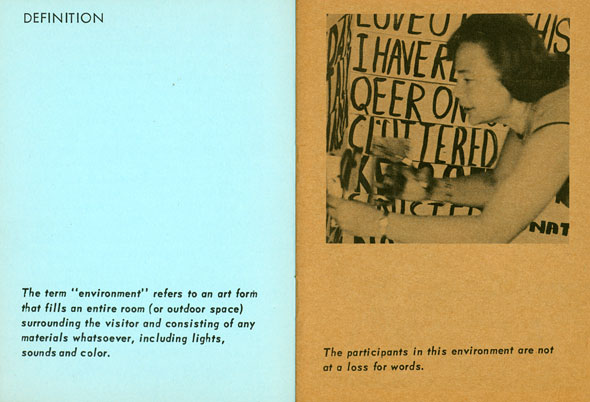 DEFINITION
The term "environment" refers to an art form
that fills an entire room (or outdoor space)
surrounding the visitor and consisting of any
materials whatsoever, including lights,
sounds and color.
LOVE
HIS
I HAVE RE
QEER ON
CLUTTERED
NAT
The participants in this environment are not
at a loss for words.